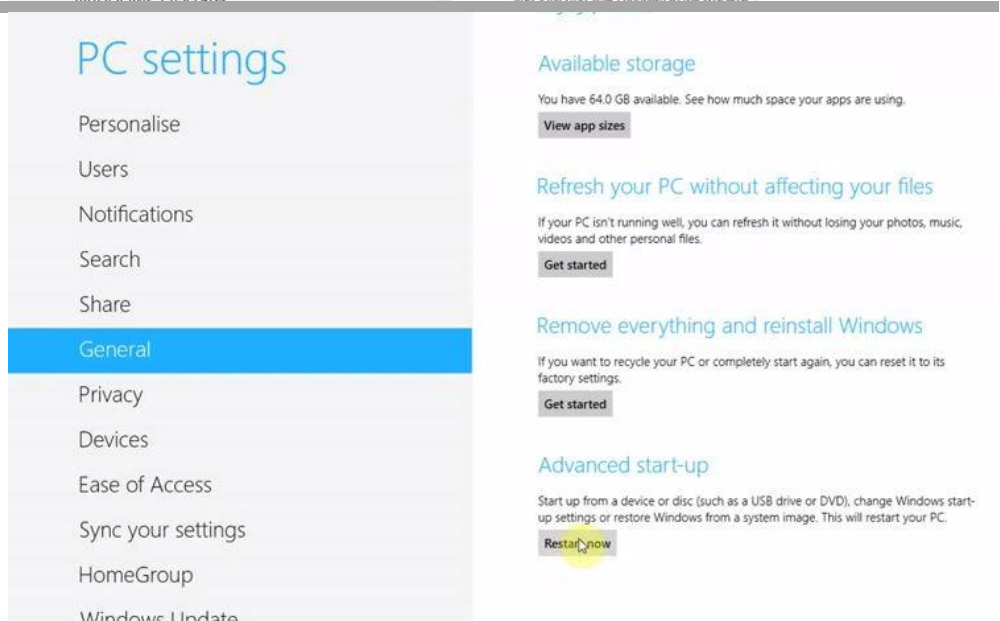 PC settings
Personalise
Users
Notifications
Search
Share
General
Privacy
Devices
Ease of Access
Sync your settings
HomeGroup
Windows Update
Available storage
You have 64.0 GB available. See how much space your apps are using.
View app sizes
Refresh your PC without affecting your files
If your PC isn't running well, you can refresh it without losing your photos, music,
videos and other personal files.
Get started
Remove everything and reinstall Windows
If you want to recycle your PC or completely start again, you can reset it to its
factory settings.
Get started
Advanced start-up
Start up from a device or disc (such as a USB drive or DVD), change Windows start-
up settings or restore Windows from a system image. This will restart your PC.
Restart now